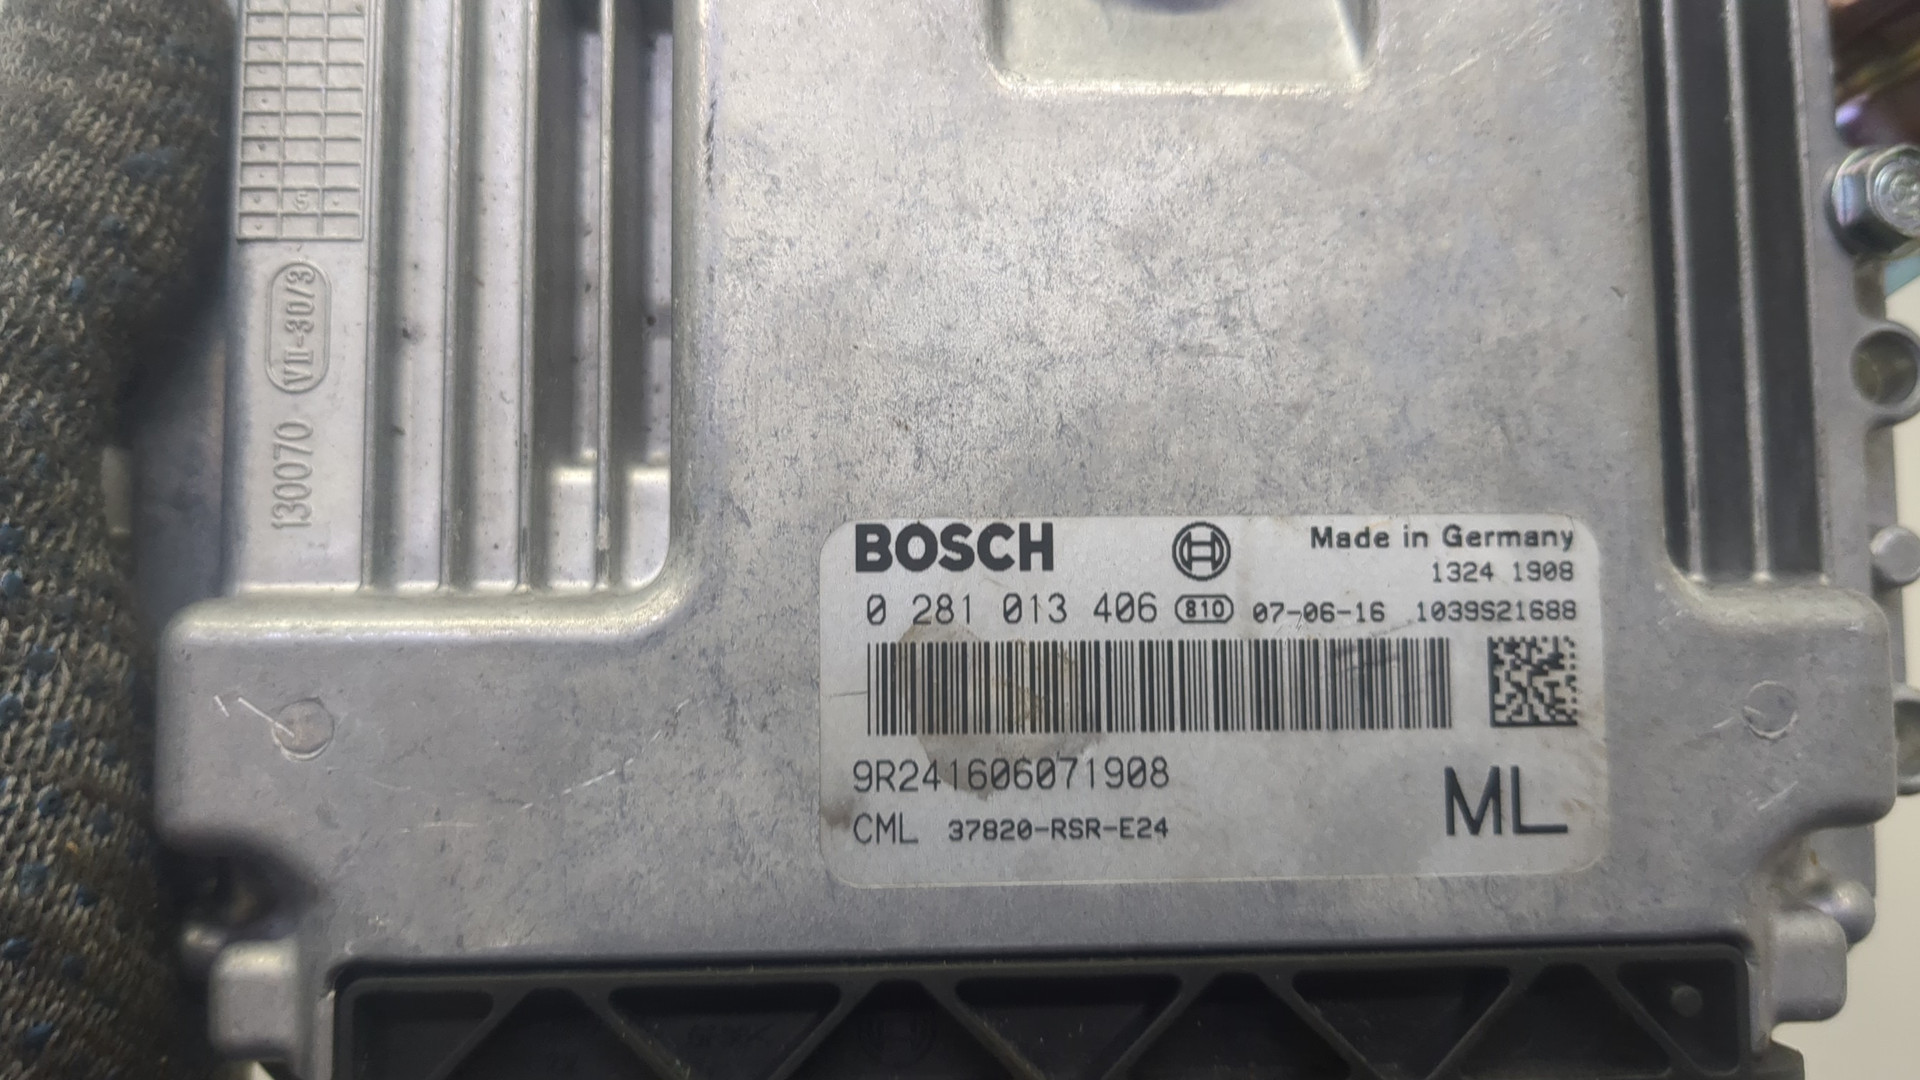 VII-30/3
130070
BOSCH
Made in Germany
1324 1908
0 281 013 406 810 07-06-16 1039S21688
9R241606071908
CML 37820-RSR-E24
ML